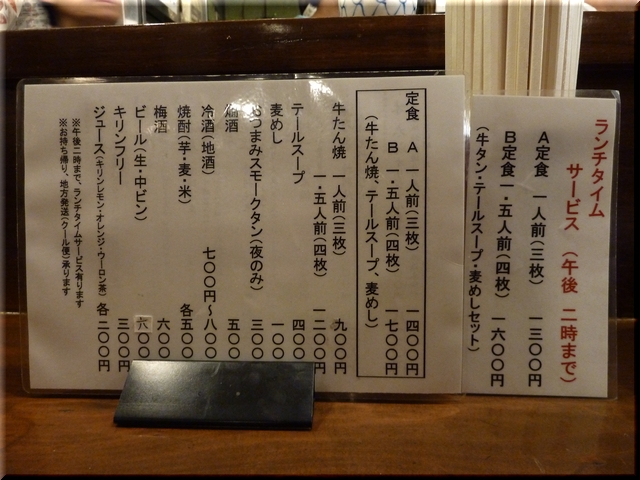 ランチタイム
サービス (午後 二時まで)
A定食 一人前(三枚) 一三〇〇円
B定食 一・五人前(四枚) 一六〇〇円
(牛タン・テールスープ・麦めしセット)
定食 A 一人前(三枚) 一四〇〇円
B 一・五人前(四枚) 一七〇〇円
(牛たん焼、テールスープ、麦めし)
牛たん焼 一人前(三枚) 九〇〇円
一・五人前(四枚) 一二〇〇円
テールスープ 四〇〇
麦めし 一〇〇
おつまみスモークタン(夜のみ) 三〇〇
酒 五〇〇
冷酒(地酒) 七〇〇円～八〇〇
焼酎(芋・麦・米) 各五〇〇
梅酒 六〇〇
ビール(生・中ビン) 六〇〇
キリンフリー 三〇〇円
ジュース(キリンレモン・オレンジ・ウーロン茶) 各二〇〇円
※午後二時まで、ランチタイムサービス有ります
※お持ち帰り、地方発送(クール便)承ります